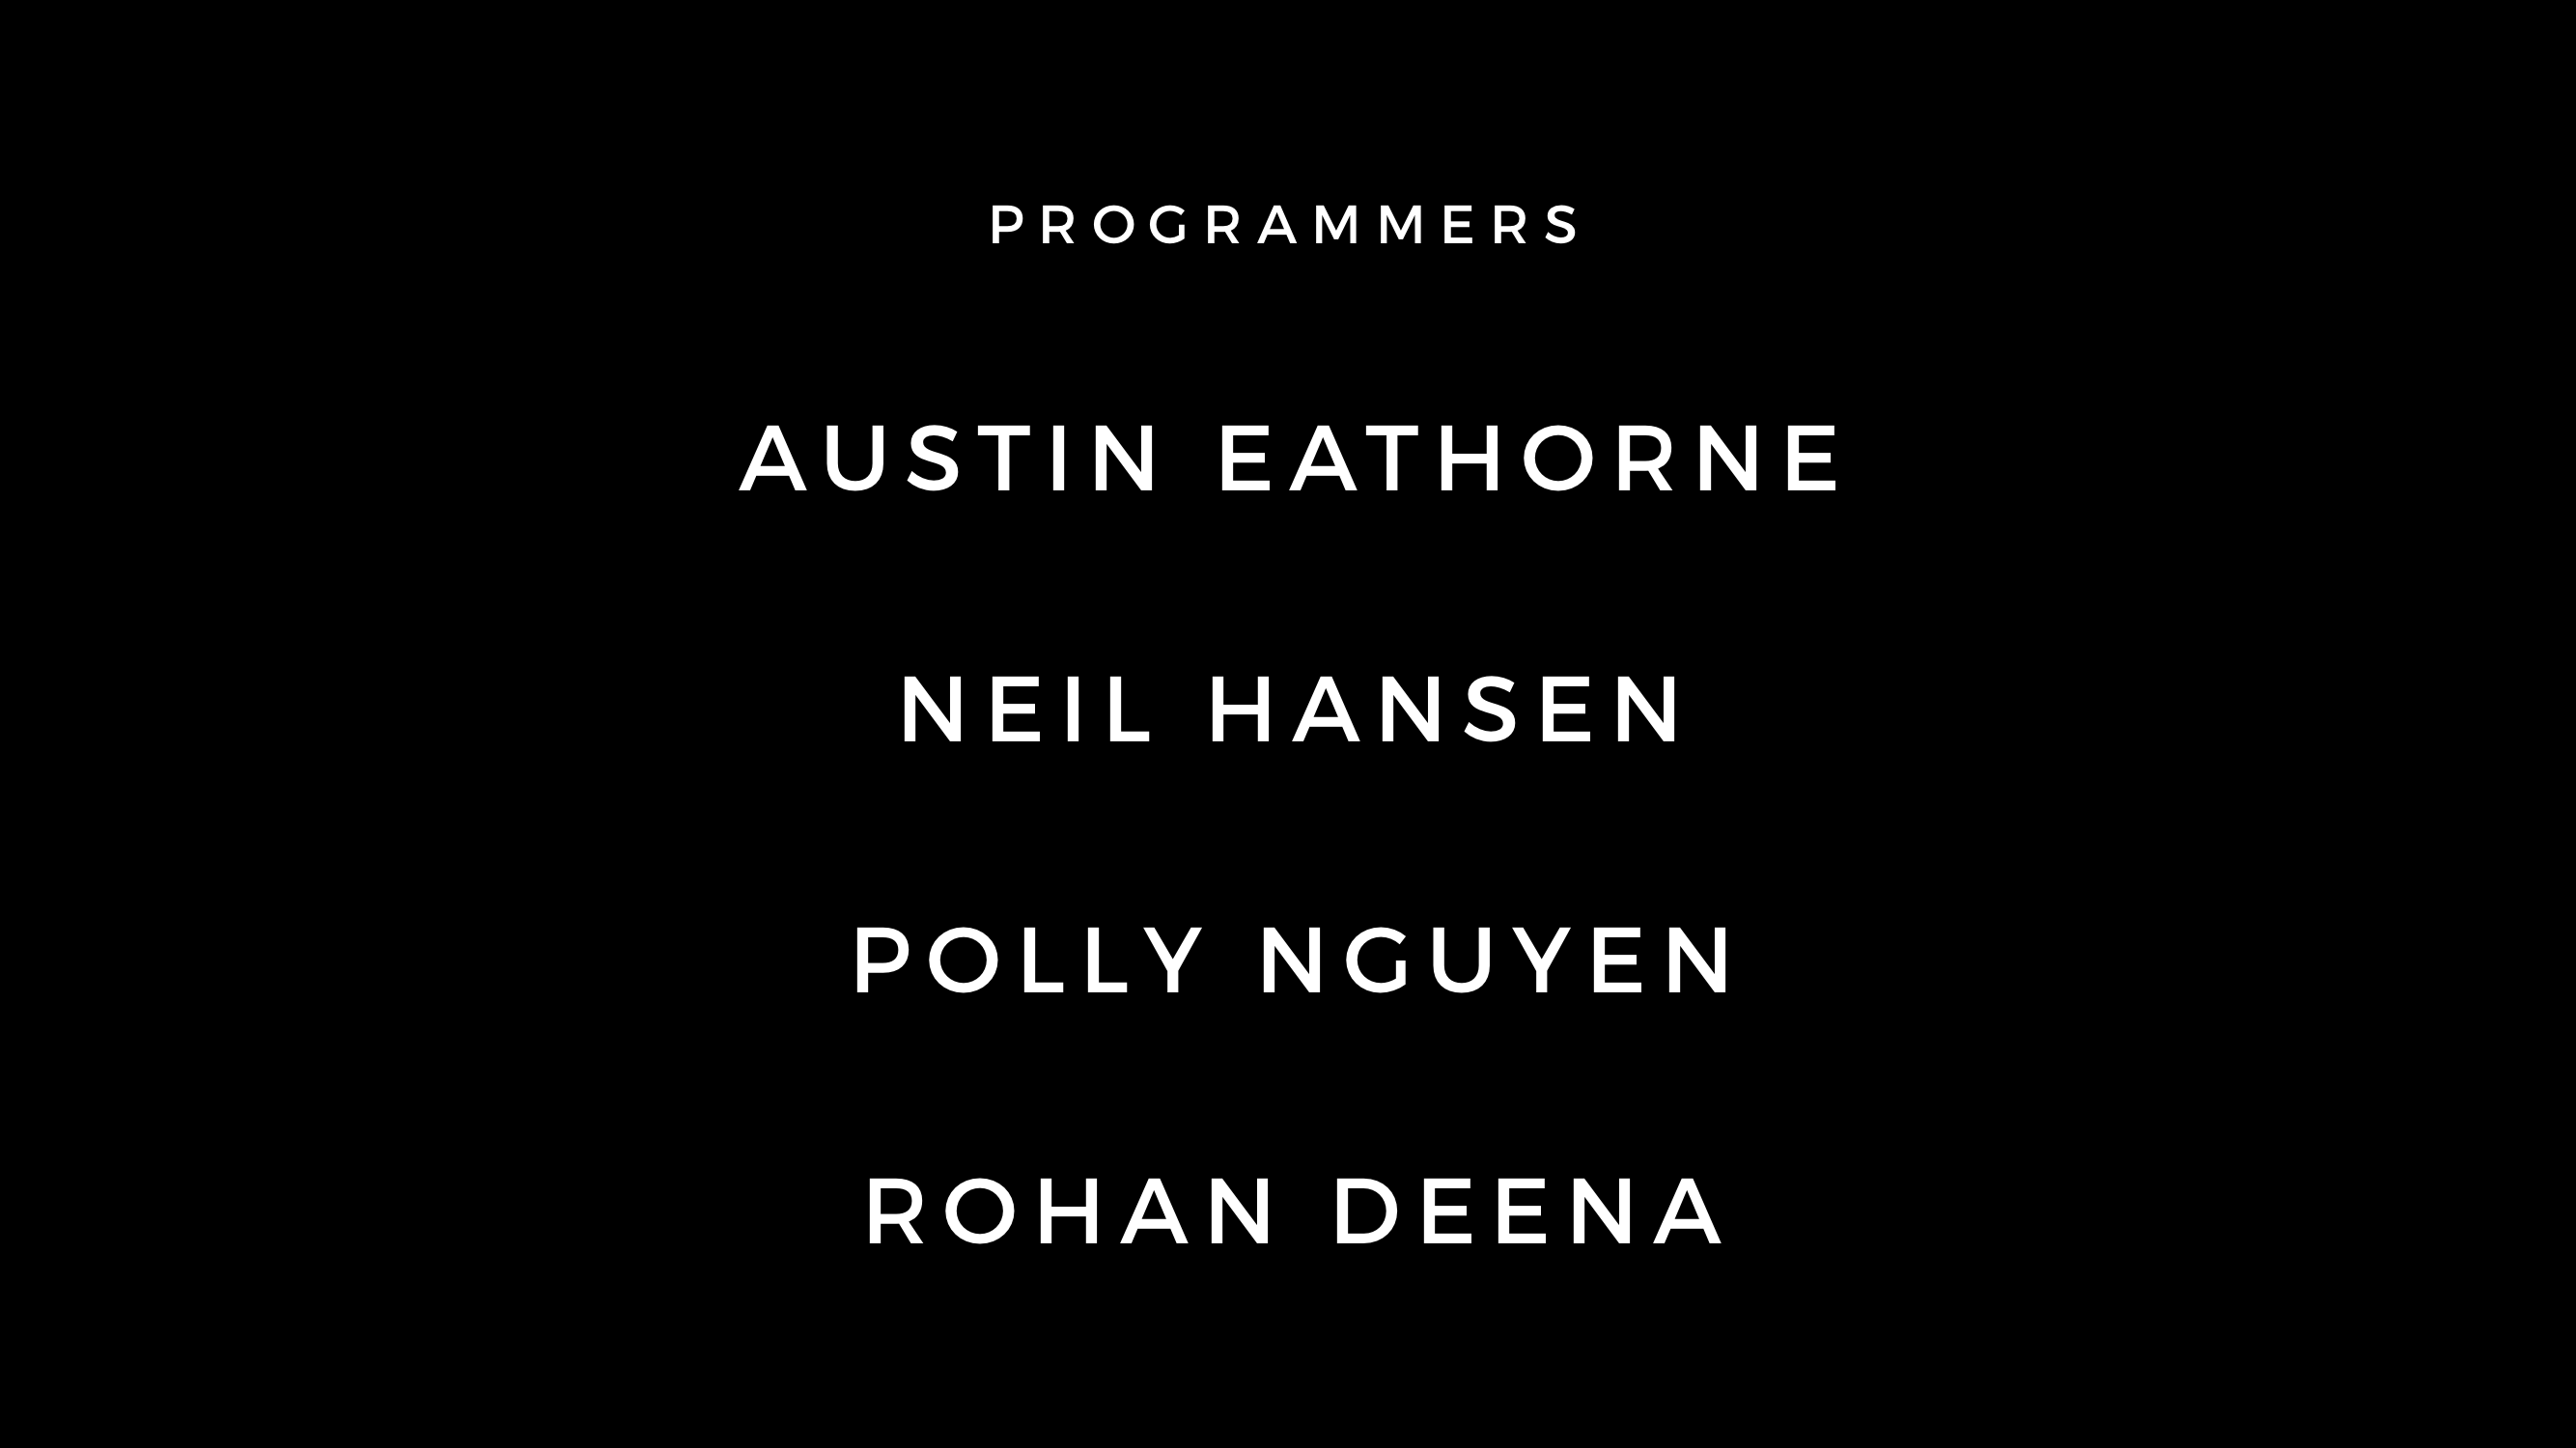 PROGRAMMERS
AUSTIN EATHORNE
NEIL HANSEN
POLLY NGUYEN
ROHAN DEENA